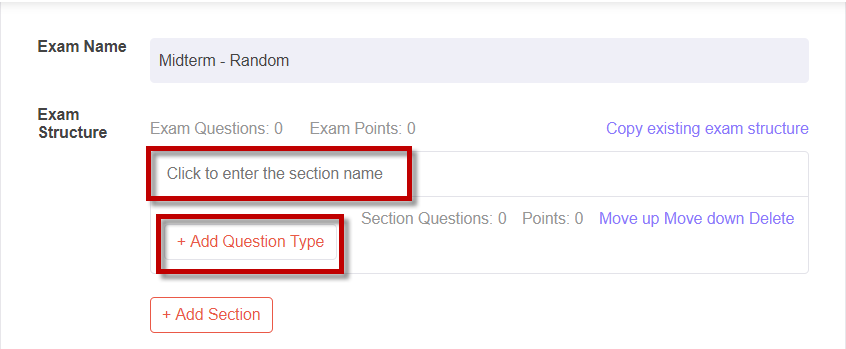 Exam Name
Midterm - Random
Exam
Structure
Exam Questions: 0 Exam Points: 0 Copy existing exam structure
Click to enter the section name
Section Questions: 0 Points: 0 Move up Move down Delete
+ Add Question Type
+ Add Section